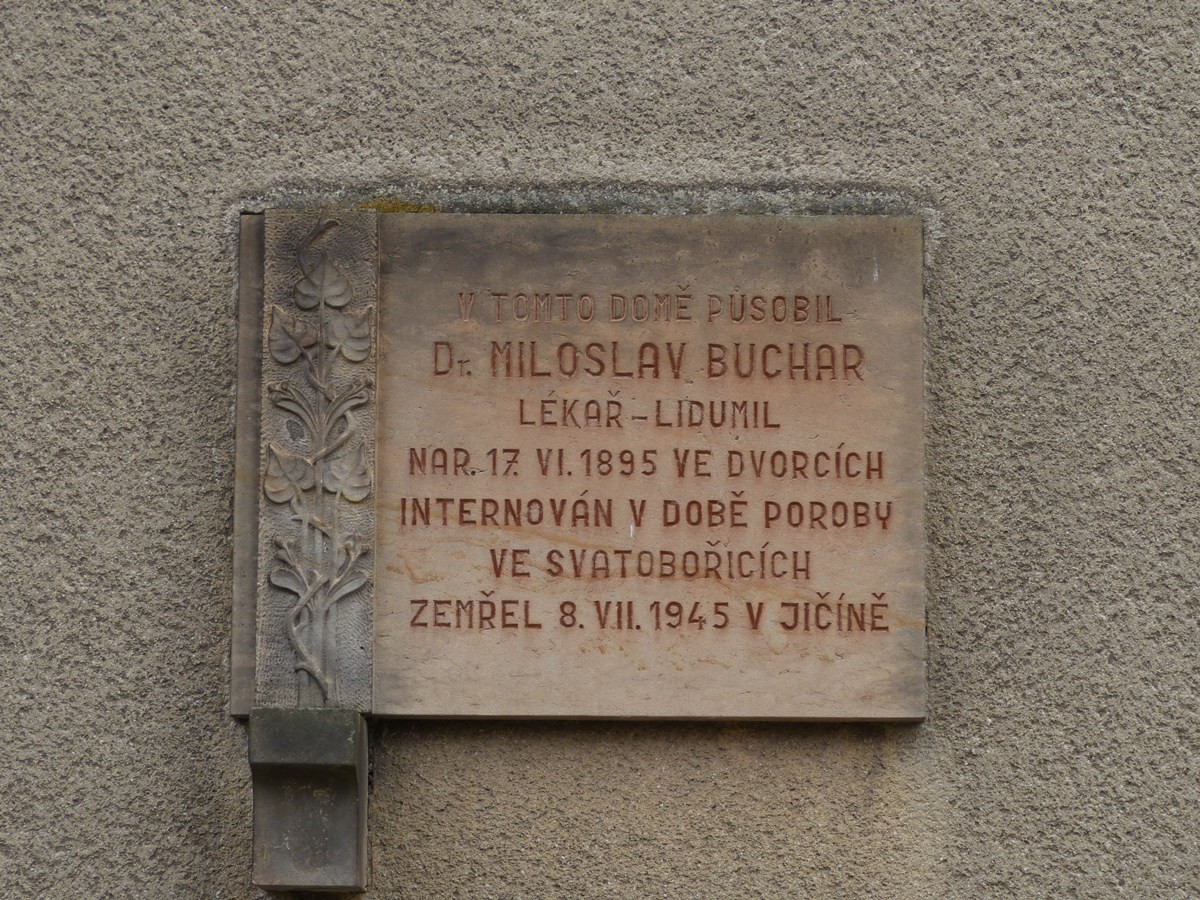 V TOMTO DOMĚ PŮSOBIL
Dr. MILOSLAV BUCHAR
LÉKAŘ-LIDUMIL
NAR. 17. VI. 1895 VE DVORCÍCH
INTERNOVÁN V DOBĚ POROBY
VE SVATOBOŘICÍCH
ZEMŘEL 8. VII. 1945 V JIČÍNĚ